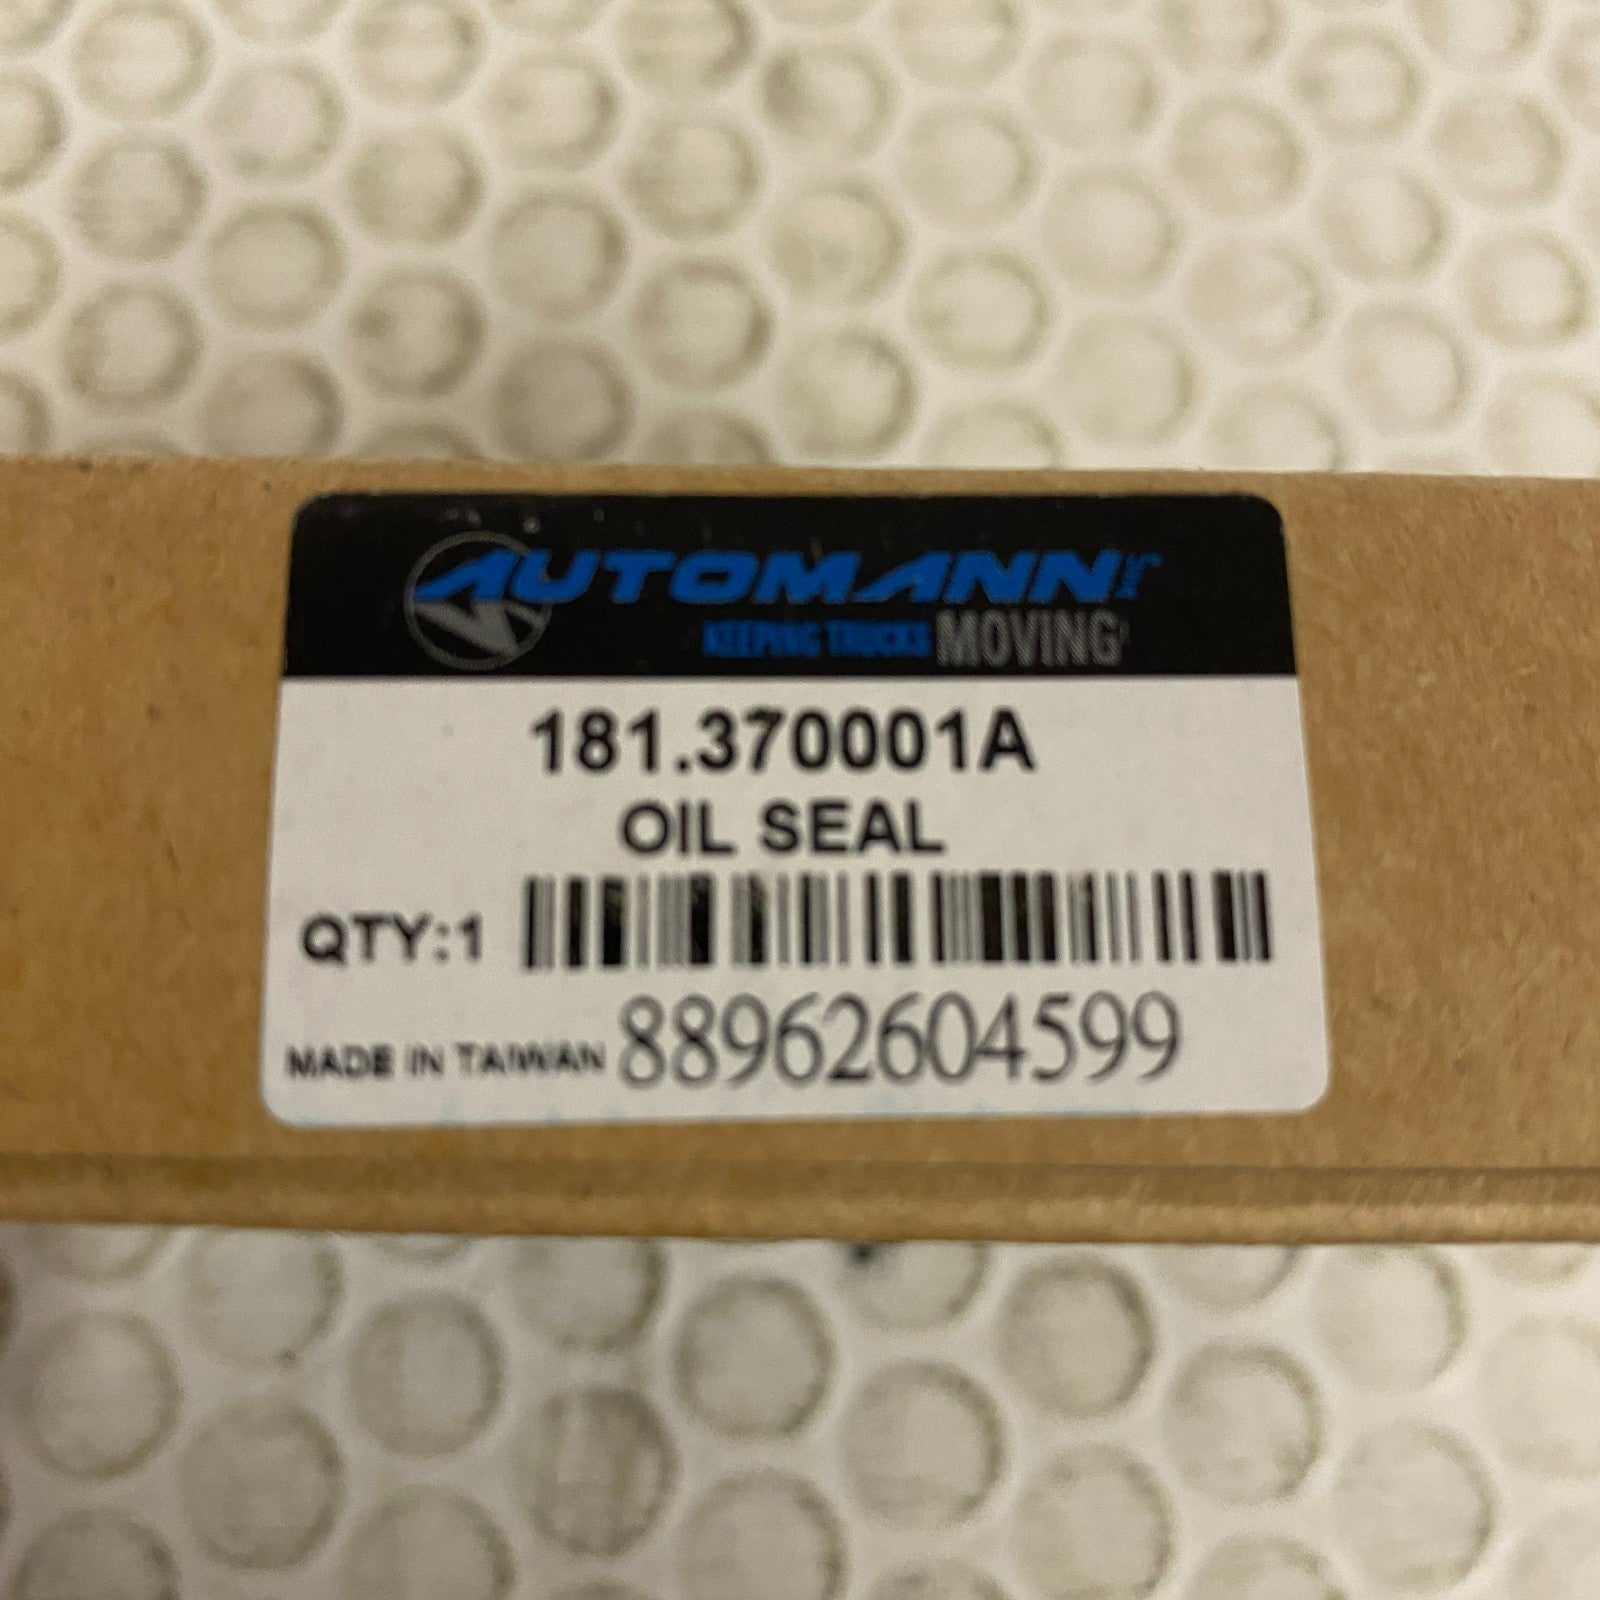 AUTOMANN
KEEPING TRUCKS MOVING
181.370001A
OIL SEAL
QTY:1
MADE IN TAIWAN 88962604599